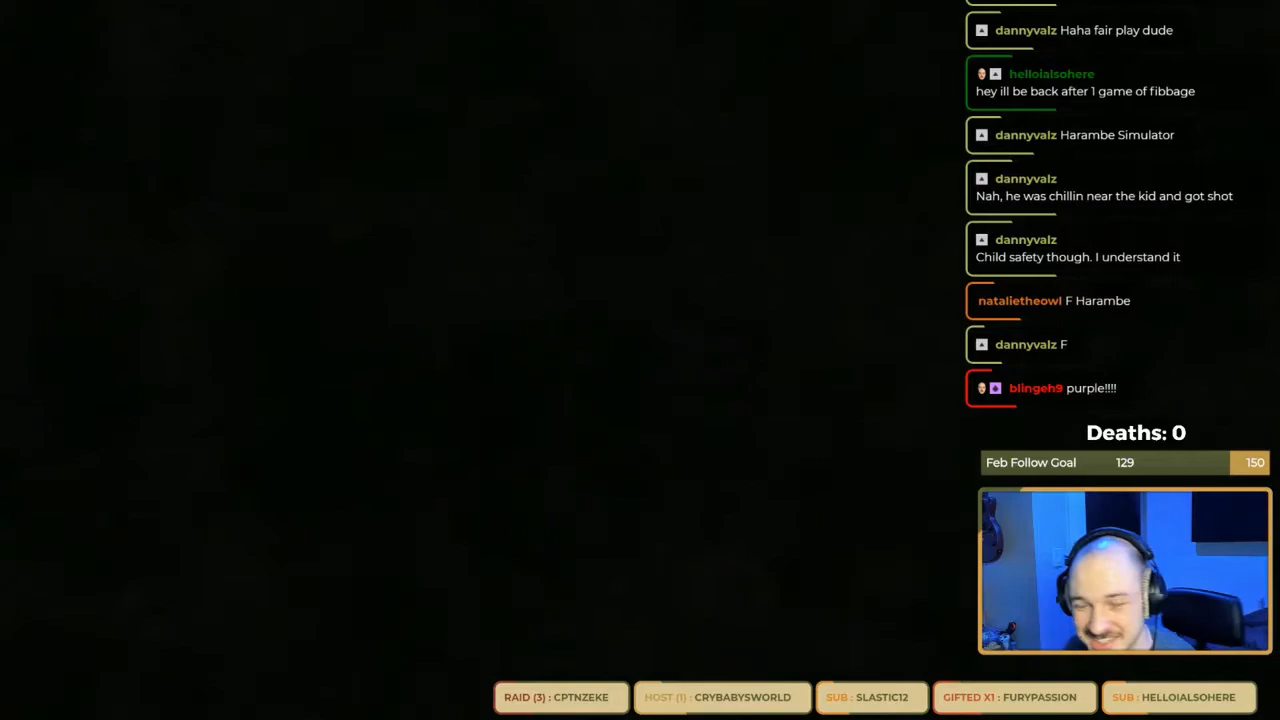 dannyvalz Haha fair play dude
helloialsohere
hey ill be back after 1 game of fibbage
dannyvalz Harambe Simulator
dannyvalz
Nah, he was chillin near the kid and got shot
dannyvalz
Child safety though. I understand it
natalietheowl F Harambe
dannyvalz F
blingeh9 purple!!!!
Deaths: 0
Feb Follow Goal 129 150
RAID (3) : CPTNZEKE HOST (1) : CRYBABYSWORLD SUB : SLASTIC12 GIFTED X1 : FURYPASSION SUB : HELLOIALSOHERE